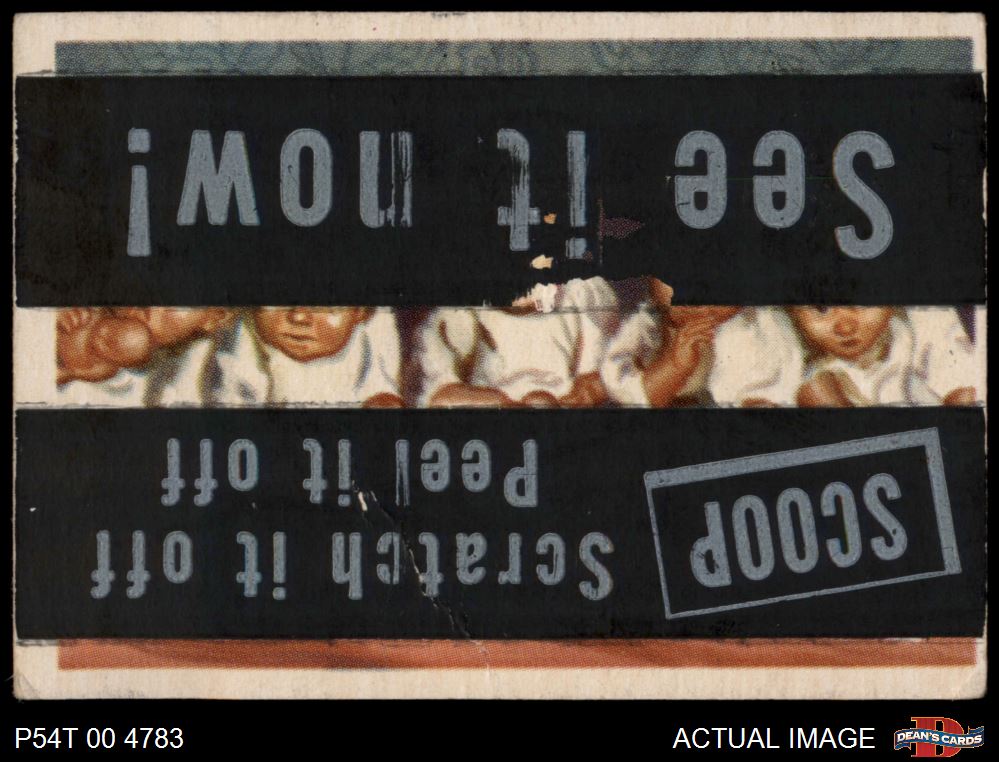 See it now!
SCOOP
Scratch it off
Peel it off
P54T 00 4783
ACTUAL IMAGE
D
DEAN'S CARDS